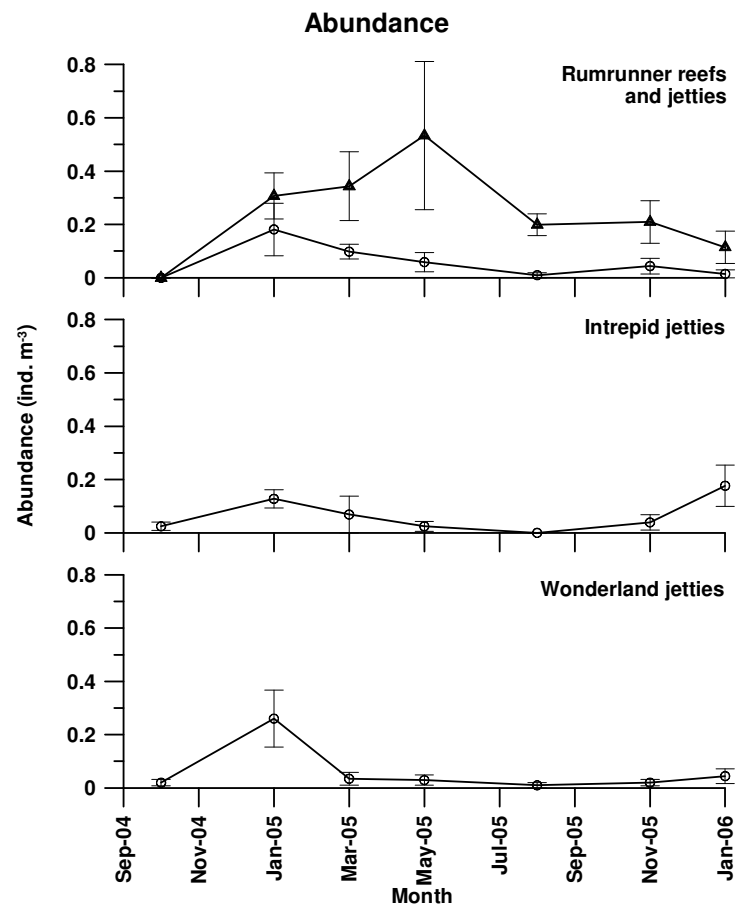 Abundance
Rumrunner reefs
and jetties
0.8
0.6
0.4
0.2
0
Intrepid jetties
0.8
0.6
0.4
0.2
0
Abundance (ind. m-3)
Wonderland jetties
0.8
0.6
0.4
0.2
0
Sep-04
Nov-04
Jan-05
Mar-05
May-05
Jul-05
Sep-05
Nov-05
Jan-06
Month